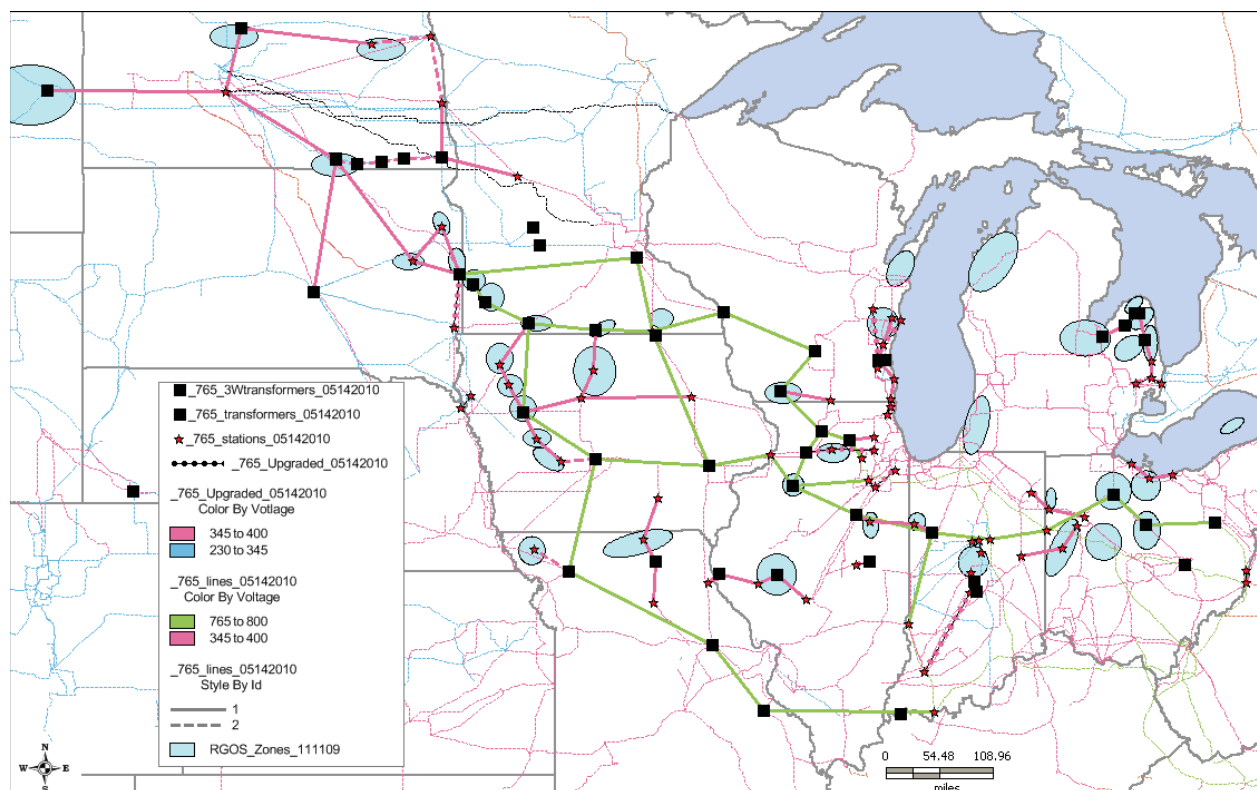 _765_3Wtransformers_05142010
_765_transformers_05142010
_765_stations_05142010
_765_Upgraded_05142010
_765_Upgraded_05142010
Color By Votlage
345 to 400
230 to 345
_765_lines_05142010
Color By Voltage
765 to 800
345 to 400
_765_lines_05142010
Style By Id
1
2
RGOS_Zones_111109
N
W E
S
0 54.48 108.96
miles